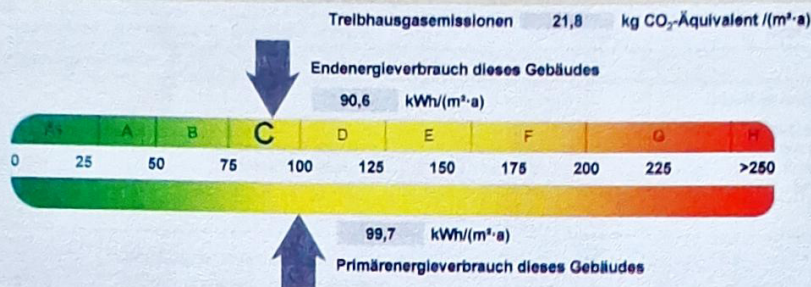 Treibhausgasemissionen 21,8 kg CO₂-Äquivalent /(m²·a)
Endenergieverbrauch dieses Gebäudes
90,6 kWh/(m²·a)
A+ A B C D E F G H
0 25 50 75 100 125 150 175 200 225 >250
99,7 kWh/(m²·a)
Primärenergieverbrauch dieses Gebäudes